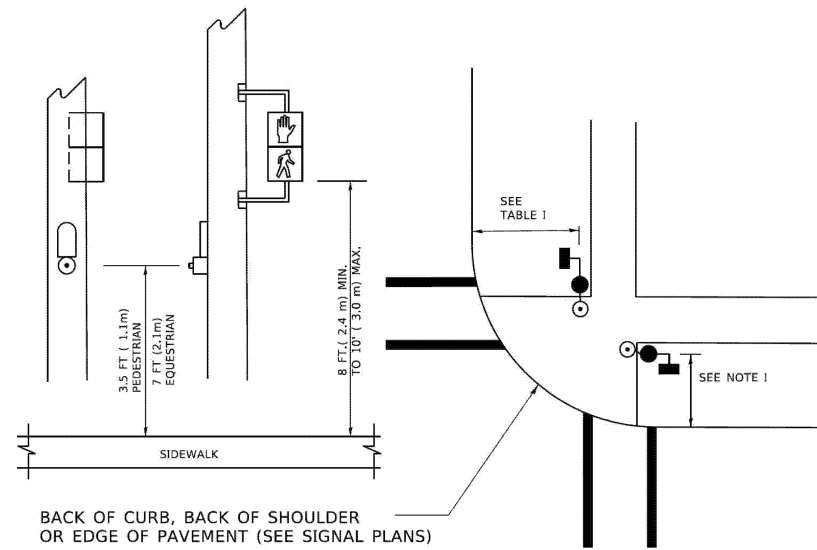 SEE
TABLE I
3.5 FT ( 1.1m)
PEDESTRIAN
7 FT (2.1m)
EQUESTRIAN
8 FT.( 2.4 m) MIN.
TO 10' ( 3.0 m) MAX.
SEE NOTE I
SIDEWALK
BACK OF CURB, BACK OF SHOULDER
OR EDGE OF PAVEMENT (SEE SIGNAL PLANS)